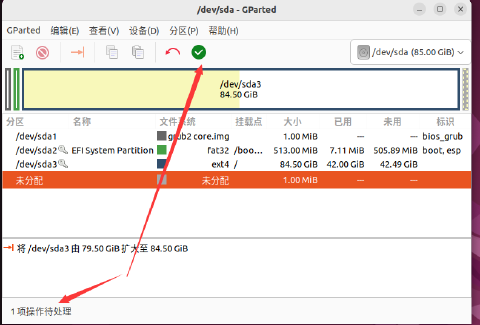 /dev/sda - GParted
GParted 编辑(E) 查看(V) 设备(D) 分区(P) 帮助(H)
/dev/sda (85.00 GiB)
/dev/sda3
84.50 GiB
分区 名称 文件系统 挂载点 大小 已用 未用 标识
/dev/sda1 grub2 core.img 1.00 MiB — — bios_grub
/dev/sda2 EFI System Partition fat32 /boo... 513.00 MiB 7.11 MiB 505.89 MiB boot, esp
/dev/sda3 ext4 / 84.50 GiB 42.00 GiB 42.49 GiB
未分配 未分配 1.00 MiB — —
将 /dev/sda3 由 79.50 GiB 扩大至 84.50 GiB
1 项操作待处理